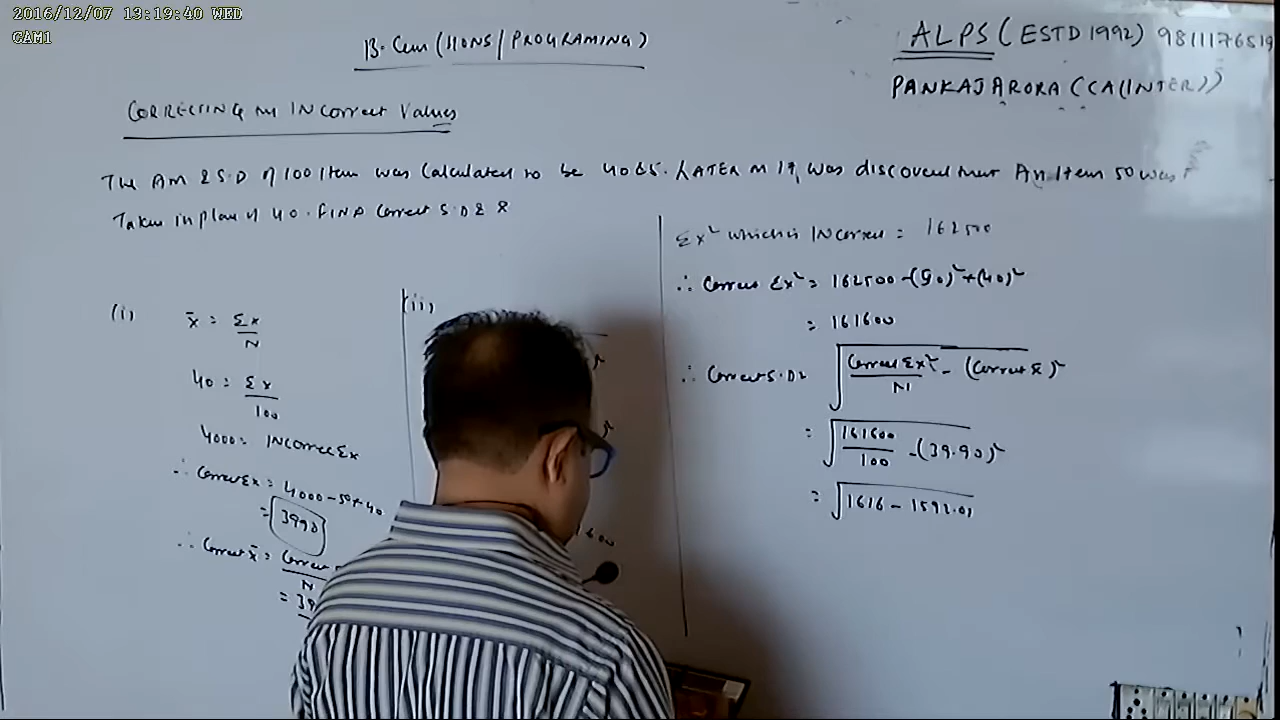 2016/12/07 13:19:40 WED
CAM1
B. Com (HONS/PROGRAMING)
ALPS (ESTD 1992) 9811176519
PANKAJ ARORA (CA(INTER))
CORRECTING an INCorrect Values
The AM & S.D of 100 Item was Calculated to be 40 & 5. LATER on It, was discovered that An Item 50 was
Taken in place of 40. FIND Correct S.D & x̄
(i)
x̄ = Σx
N
40 = Σx
100
4000 = INCorrect Σx
∴ Correct Σx = 4000 - 50 + 40
= 3990
∴ Correct x̄ = Correct
N
= 39
(ii)
Σx² which is INCorrect = 162500
∴ Correct Σx² = 162500 - (50)² + (40)²
= 161600
∴ Correct S.D = √ Correct Σx² - (Correct x̄)²
N
= √ 161600 - (39.90)²
100
= √ 1616 - 1592.01